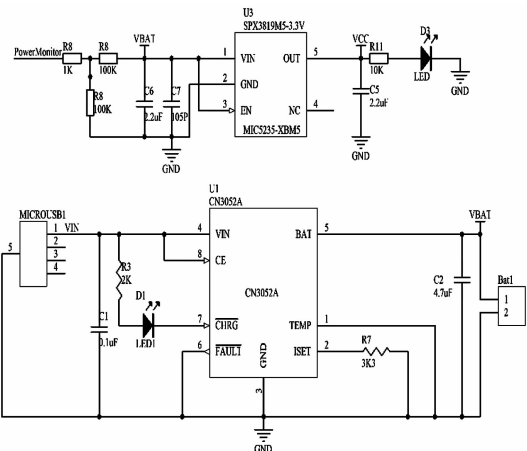 U3
SPX3819M5-3.3V
PowerMonitor
R8
1K
R8
100K
VBAT
1
VIN
OUT
5
VCC
R11
10K
D3
LED
GND
R8
100K
C6
2.2uF
C7
105P
2
GND
3
EN
NC
4
MIC5235-XBM5
C5
2.2uF
GND
GND
U1
CN3052A
MICROUSB1
1
VIN
2
3
4
5
4
VIN
BAT
5
VBAT
8
CE
R3
2K
CN3052A
C2
4.7uF
Bat1
1
2
D1
LED1
C1
0.1uF
7
CHRG
TEMP
1
6
FAULT
ISET
2
R7
3K3
GND
3
GND